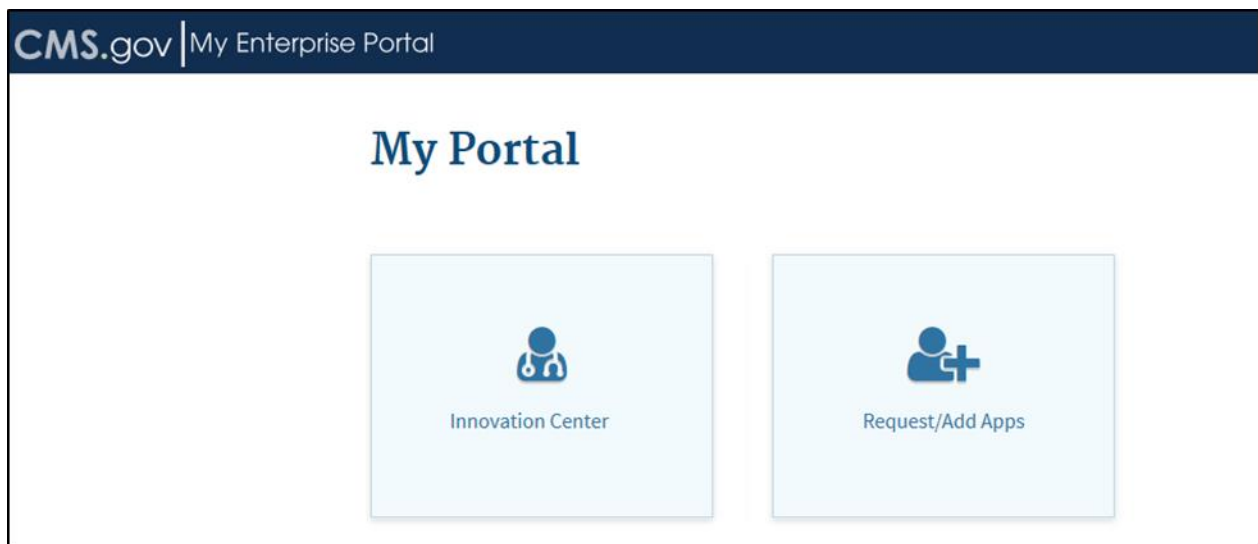 CMS.gov My Enterprise Portal
My Portal
Innovation Center
Request/Add Apps